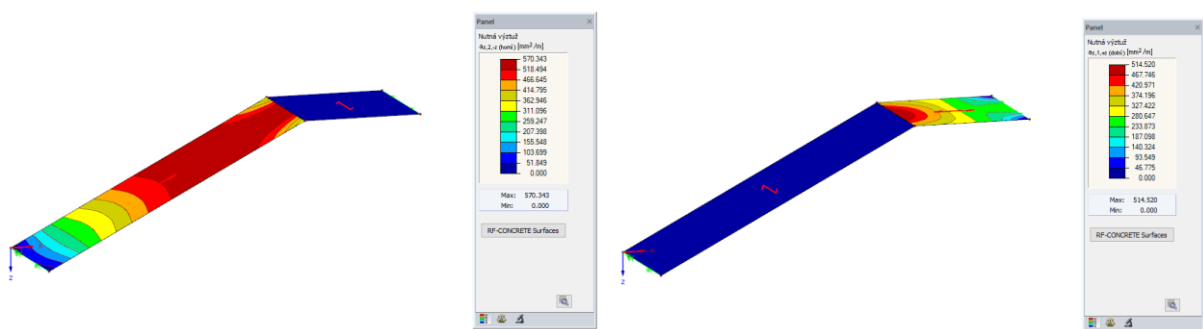 Panel
Nutná výztuž
az,2,-z (horní) [mm²/m]
570.343
518.494
466.645
414.795
362.946
311.096
259.247
207.398
155.548
103.699
51.849
0.000
Max: 570.343
Min: 0.000
RF-CONCRETE Surfaces
z
Panel
Nutná výztuž
[mm²/m]
514.520
467.746
420.971
374.196
327.422
280.647
233.873
187.098
140.324
93.549
46.775
0.000
Max: 514.520
Min: 0.000
RF-CONCRETE Surfaces
z